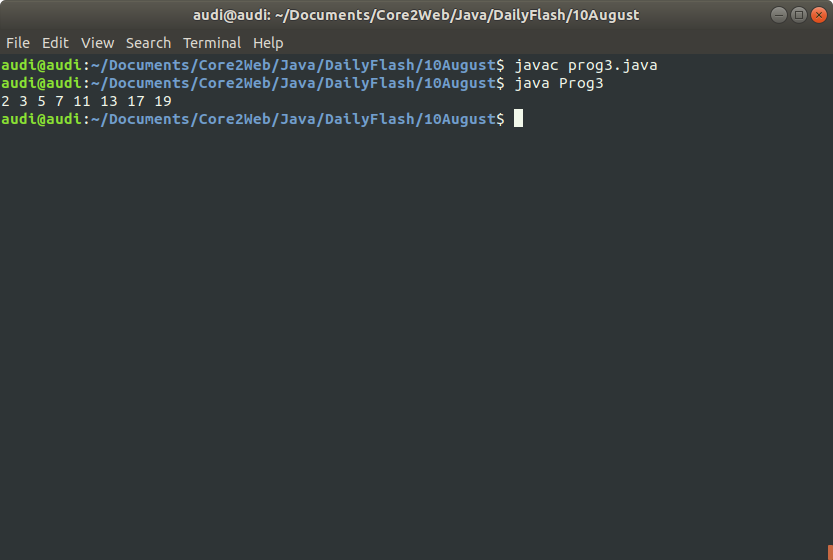 audi@audi: ~/Documents/Core2Web/Java/DailyFlash/10August
File Edit View Search Terminal Help
audi@audi:~/Documents/Core2Web/Java/DailyFlash/10August$ javac prog3.java
audi@audi:~/Documents/Core2Web/Java/DailyFlash/10August$ java Prog3
2 3 5 7 11 13 17 19
audi@audi:~/Documents/Core2Web/Java/DailyFlash/10August$